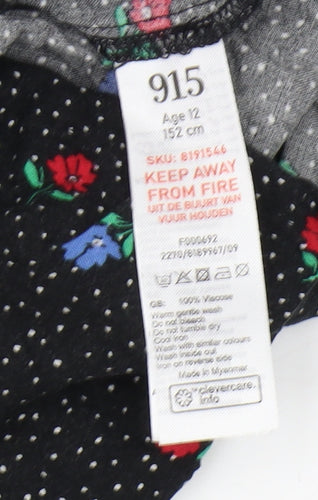 915
Age 12
152 cm
SKU: 8191546
KEEP AWAY
FROM FIRE
UIT DE BUURT VAN
VUUR HOUDEN
F000692
2270/8189967/09
GB: 100% Viscose
Warm gentle wash
Do not bleach
Do not tumble dry
Cool iron
Wash with similar colours
Wash inside out
Iron on reverse side
Made in Myanmar
clevercare.
info